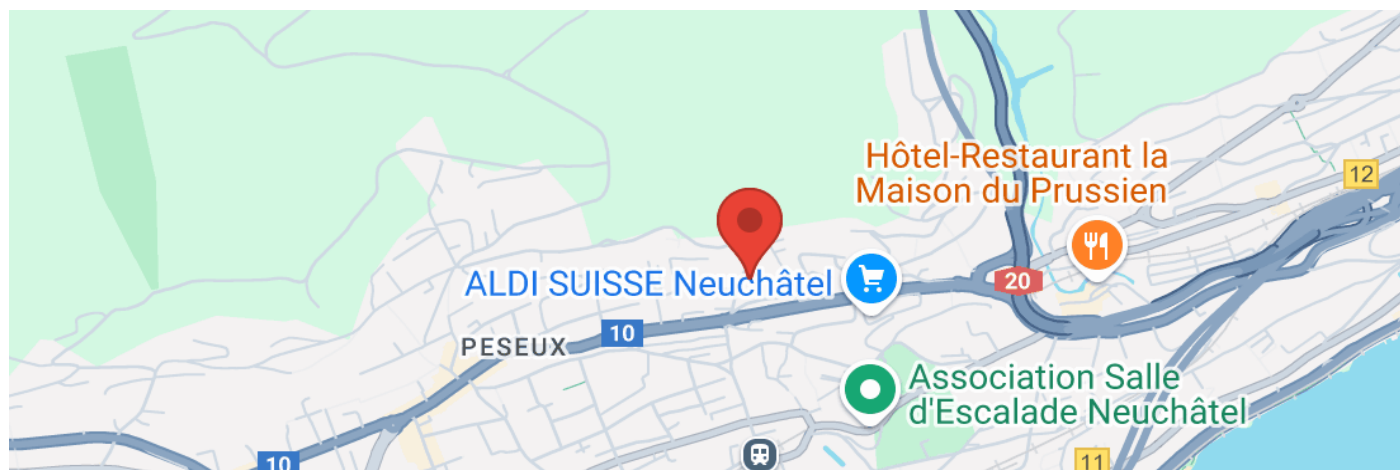 Hôtel-Restaurant la
Maison du Prussien
12
ALDI SUISSE Neuchâtel
20
10
PESEUX
Association Salle
d'Escalade Neuchâtel
10
11